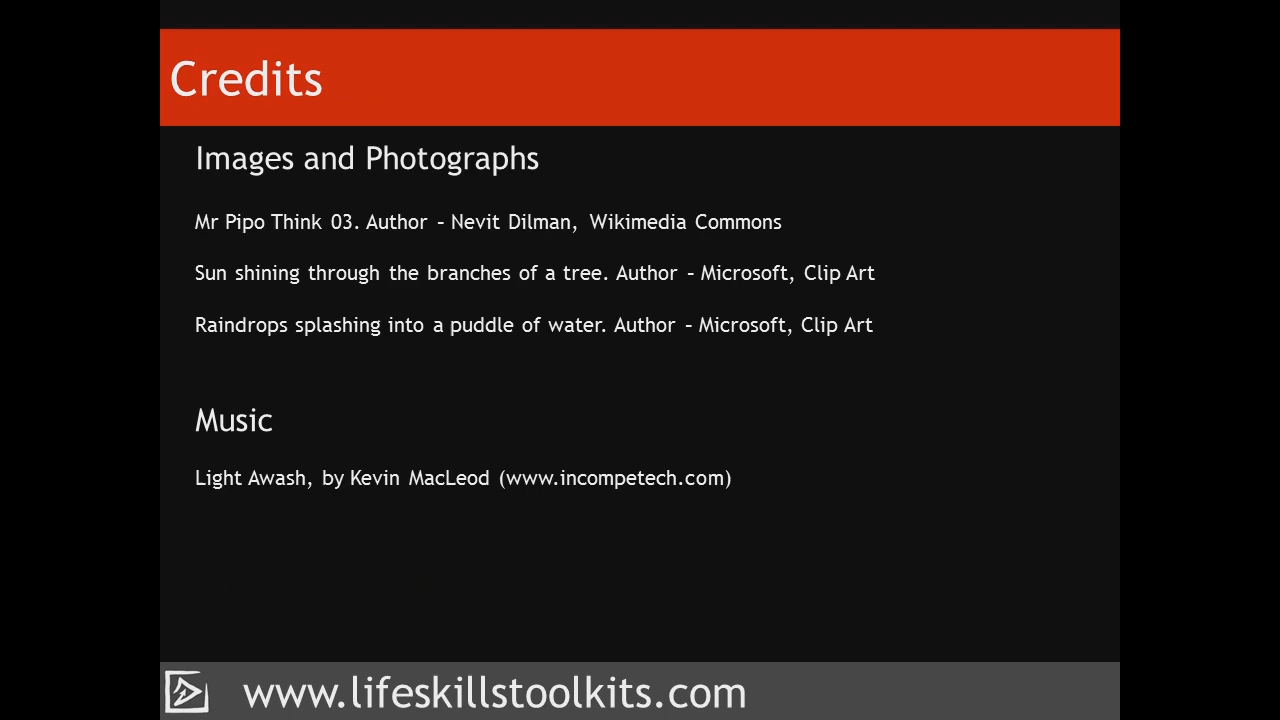 Credits
Images and Photographs
Mr Pipo Think 03. Author – Nevit Dilman, Wikimedia Commons
Sun shining through the branches of a tree. Author – Microsoft, Clip Art
Raindrops splashing into a puddle of water. Author – Microsoft, Clip Art
Music
Light Awash, by Kevin MacLeod (www.incompetech.com)
www.lifeskillstoolkits.com